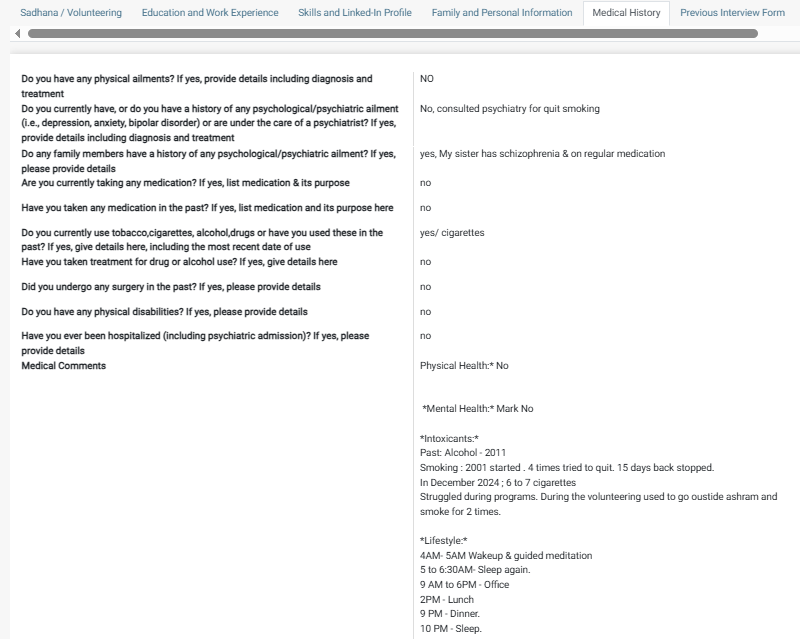 Sadhana / Volunteering Education and Work Experience Skills and Linked-In Profile Family and Personal Information Medical History Previous Interview Form
Do you have any physical ailments? If yes, provide details including diagnosis and NO
treatment
Do you currently have, or do you have a history of any psychological/psychiatric ailment No, consulted psychiatry for quit smoking
(i.e., depression, anxiety, bipolar disorder) or are under the care of a psychiatrist? If yes,
provide details including diagnosis and treatment
Do any family members have a history of any psychological/psychiatric ailment? If yes, yes, My sister has schizophrenia & on regular medication
please provide details
Are you currently taking any medication? If yes, list medication & its purpose no
Have you taken any medication in the past? If yes, list medication and its purpose here no
Do you currently use tobacco,cigarettes, alcohol,drugs or have you used these in the yes/ cigarettes
past? If yes, give details here, including the most recent date of use
Have you taken treatment for drug or alcohol use? If yes, give details here no
Did you undergo any surgery in the past? If yes, please provide details no
Do you have any physical disabilities? If yes, please provide details no
Have you ever been hospitalized (including psychiatric admission)? If yes, please no
provide details
Medical Comments Physical Health:* No
*Mental Health:* Mark No
*Intoxicants:*
Past: Alcohol - 2011
Smoking : 2001 started . 4 times tried to quit. 15 days back stopped.
In December 2024 ; 6 to 7 cigarettes
Struggled during programs. During the volunteering used to go oustide ashram and
smoke for 2 times.
*Lifestyle:*
4AM- 5AM Wakeup & guided meditation
5 to 6:30AM- Sleep again.
9 AM to 6PM - Office
2PM - Lunch
9 PM - Dinner.
10 PM - Sleep.